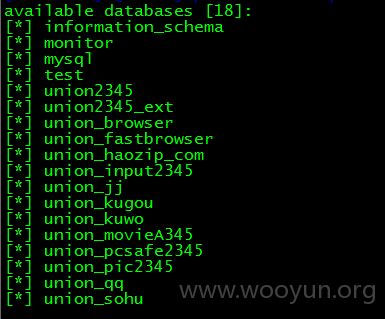 available databases [18]:
[*] information_schema
[*] monitor
[*] mysql
[*] test
[*] union2345
[*] union2345_ext
[*] union_browser
[*] union_fastbrowser
[*] union_haozip_com
[*] union_input2345
[*] union_jj
[*] union_kugou
[*] union_kuwo
[*] union_movieA345
[*] union_pcsafe2345
[*] union_pic2345
[*] union_qq
[*] union_sohu
www.wooyun.org